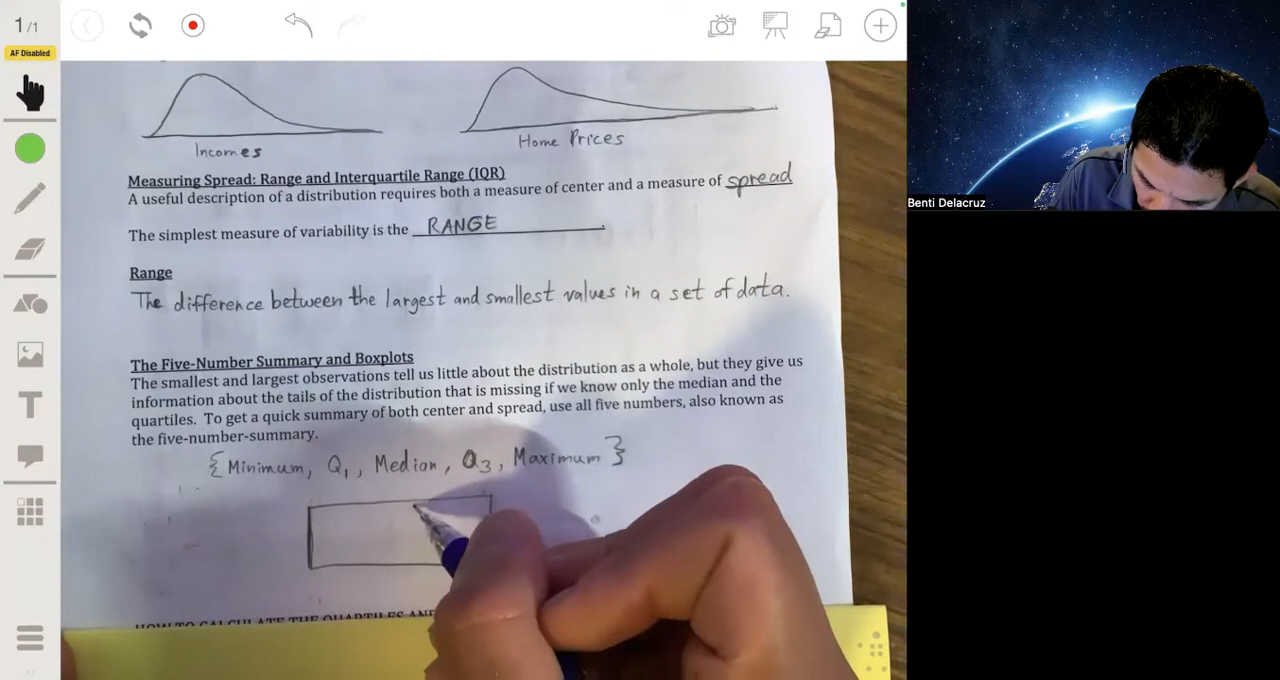 1/1
AF Disabled
T
Incomes
Home Prices
Measuring Spread: Range and Interquartile Range (IQR)
A useful description of a distribution requires both a measure of center and a measure of spread
The simplest measure of variability is the RANGE.
Range
The difference between the largest and smallest values in a set of data.
The Five-Number Summary and Boxplots
The smallest and largest observations tell us little about the distribution as a whole, but they give us
information about the tails of the distribution that is missing if we know only the median and the
quartiles. To get a quick summary of both center and spread, use all five numbers, also known as
the five-number-summary.
{Minimum, Q1, Median, Q3, Maximum}
HOW TO CALCULATE THE QUARTILES AND
Benti Delacruz